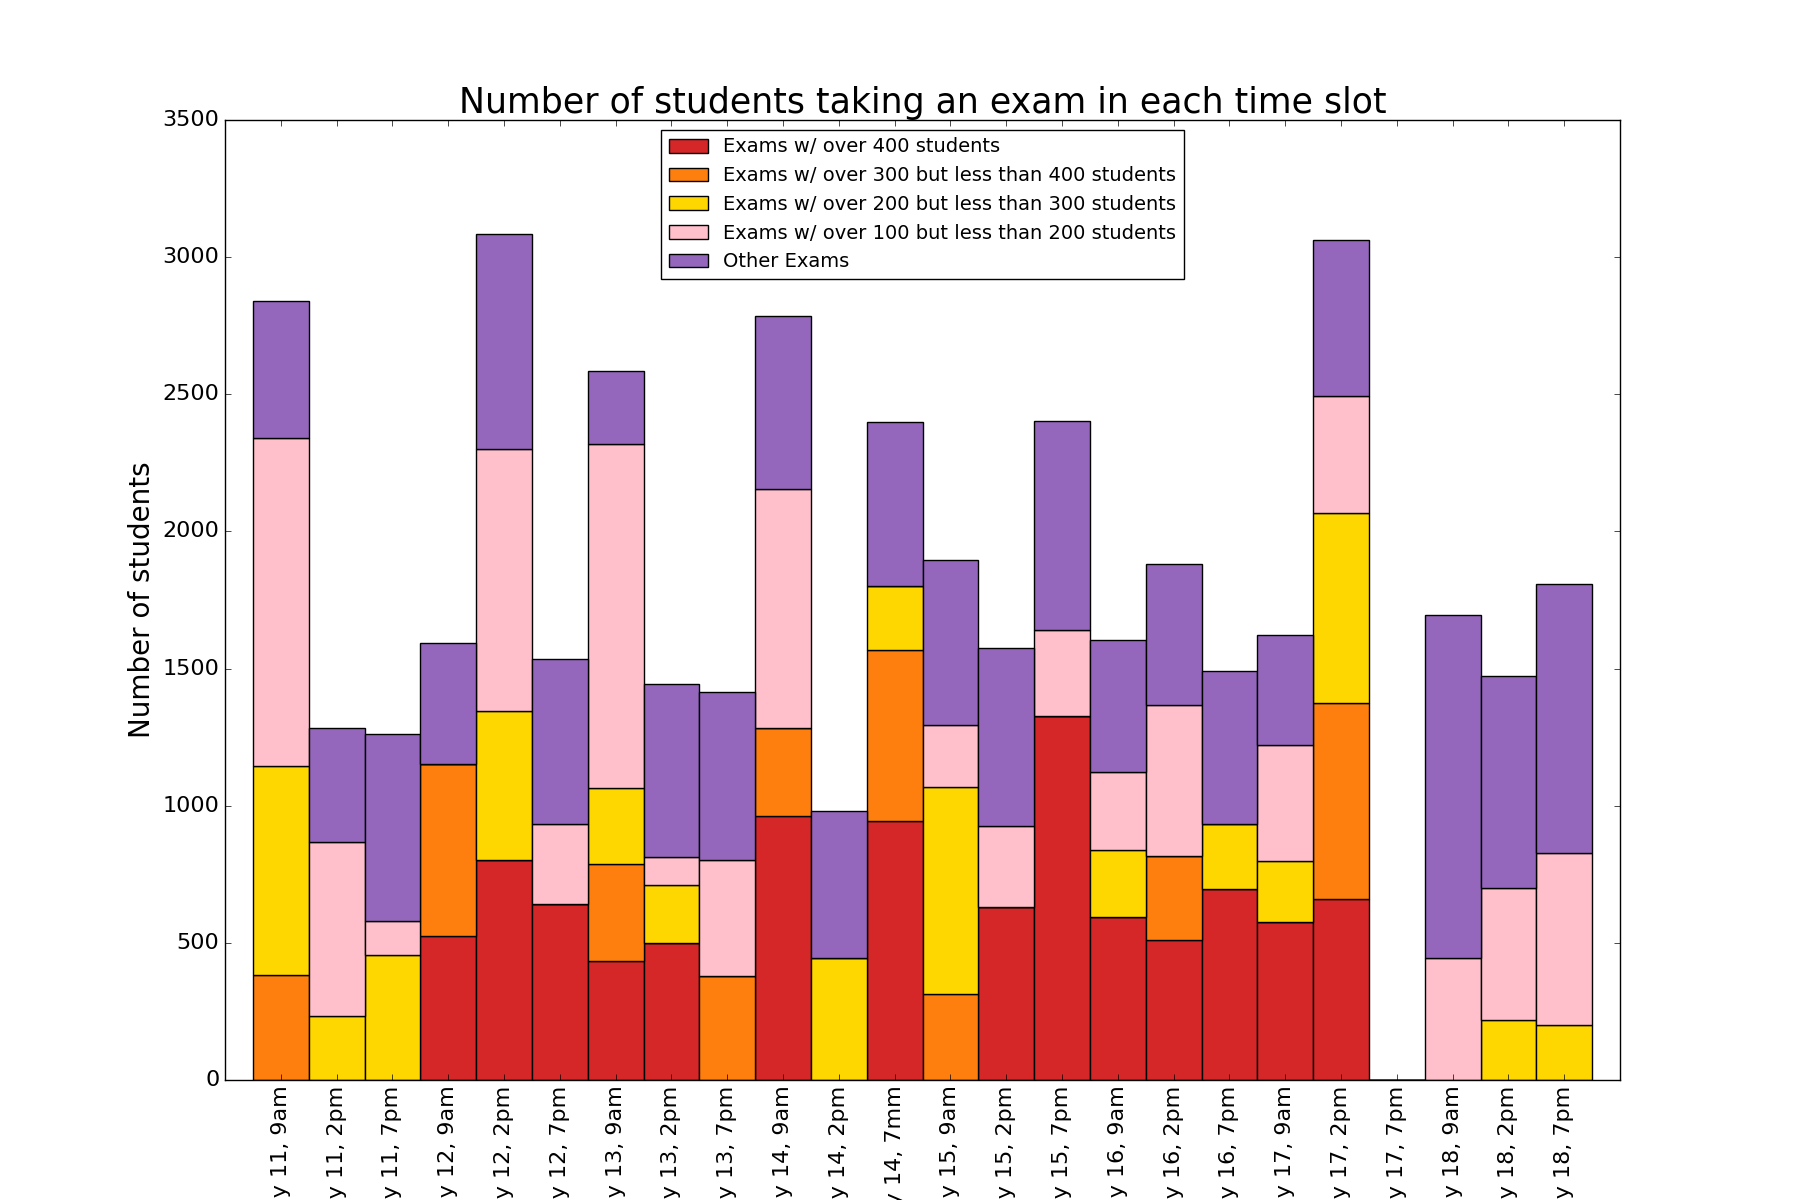 Number of students taking an exam in each time slot
Exams w/ over 400 students
Exams w/ over 300 but less than 400 students
Exams w/ over 200 but less than 300 students
Exams w/ over 100 but less than 200 students
Other Exams
Number of students
3500
3000
2500
2000
1500
1000
500
0
y 11, 9am
y 11, 2pm
y 11, 7pm
y 12, 9am
y 12, 2pm
y 12, 7pm
y 13, 9am
y 13, 2pm
y 13, 7pm
y 14, 9am
y 14, 2pm
y 14, 7mm
y 15, 9am
y 15, 2pm
y 15, 7pm
y 16, 9am
y 16, 2pm
y 16, 7pm
y 17, 9am
y 17, 2pm
y 17, 7pm
y 18, 9am
y 18, 2pm
y 18, 7pm